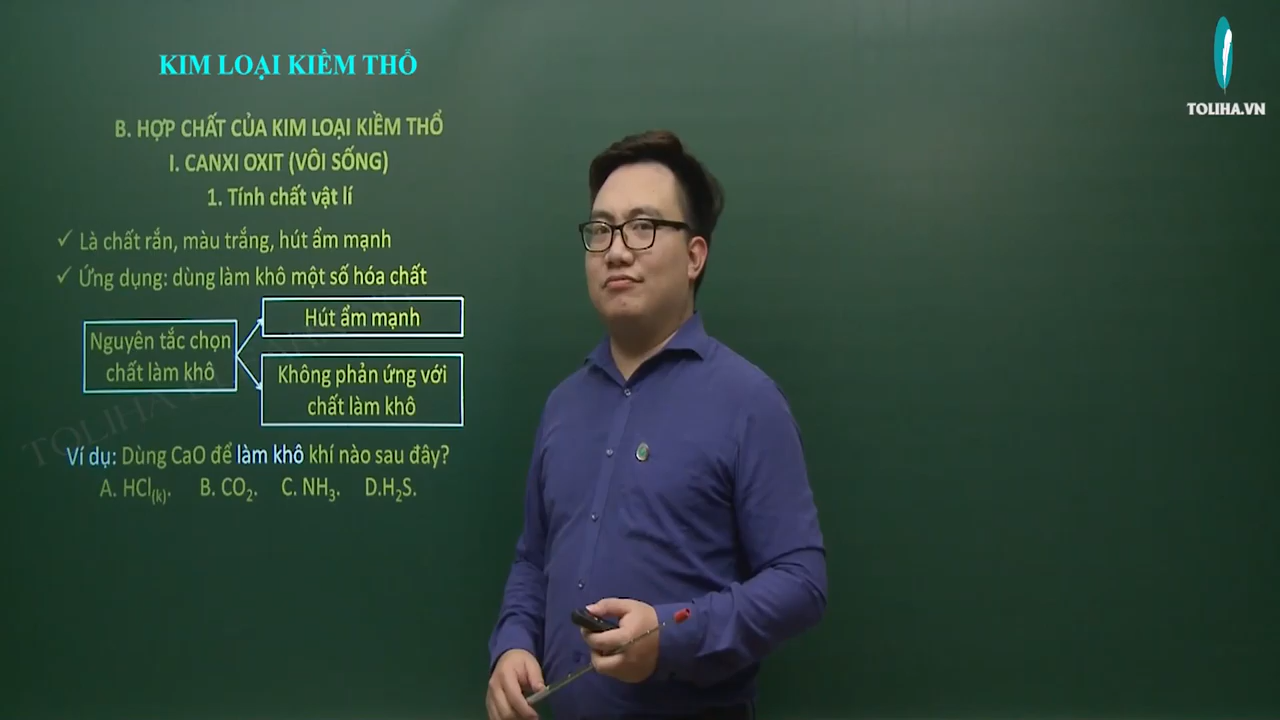 KIM LOẠI KIỀM THỔ
TOLIHA.VN
B. HỢP CHẤT CỦA KIM LOẠI KIỀM THỔ
I. CANXI OXIT (VÔI SỐNG)
1. Tính chất vật lí
✓ Là chất rắn, màu trắng, hút ẩm mạnh
✓ Ứng dụng: dùng làm khô một số hóa chất
Nguyên tắc chọn
chất làm khô
Hút ẩm mạnh
Không phản ứng với
chất làm khô
Ví dụ: Dùng CaO để làm khô khí nào sau đây?
A. HCl(k). B. CO2. C. NH3. D.H2S.
TOLIHA